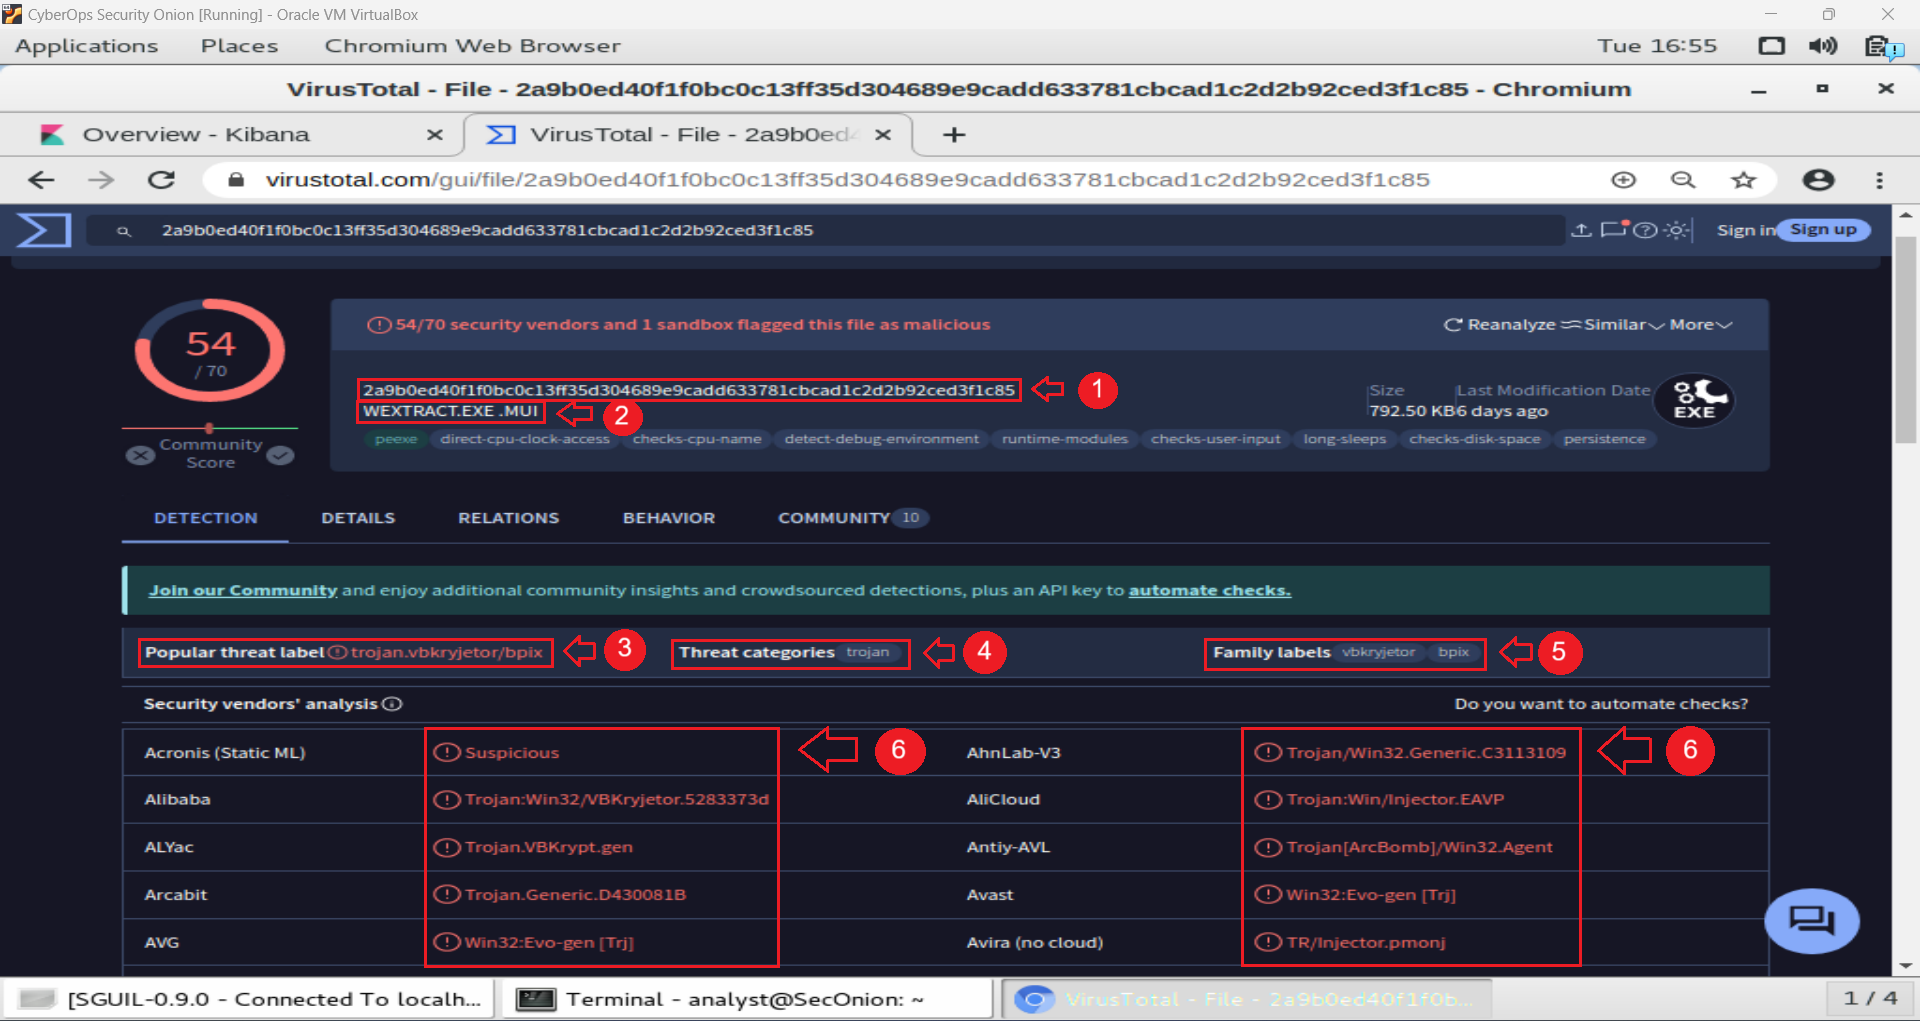 CyberOps Security Onion [Running] - Oracle VM VirtualBox
Applications Places Chromium Web Browser Tue 16:55
VirusTotal - File - 2a9b0ed40f1f0bc0c13ff35d304689e9cadd633781cbcad1c2d2b92ced3f1c85 - Chromium
Overview - Kibana VirusTotal - File - 2a9b0ed4
virustotal.com/gui/file/2a9b0ed40f1f0bc0c13ff35d304689e9cadd633781cbcad1c2d2b92ced3f1c85
2a9b0ed40f1f0bc0c13ff35d304689e9cadd633781cbcad1c2d2b92ced3f1c85 Sign in Sign up
54
/ 70
Community
Score
54/70 security vendors and 1 sandbox flagged this file as malicious Reanalyze Similar More
2a9b0ed40f1f0bc0c13ff35d304689e9cadd633781cbcad1c2d2b92ced3f1c85 1 Size Last Modification Date
WEXTRACT.EXE .MUI 2 792.50 KB 6 days ago EXE
peexe direct-cpu-clock-access checks-cpu-name detect-debug-environment runtime-modules checks-user-input long-sleeps checks-disk-space persistence
DETECTION DETAILS RELATIONS BEHAVIOR COMMUNITY 10
Join our Community and enjoy additional community insights and crowdsourced detections, plus an API key to automate checks.
Popular threat label trojan.vbkryjetor/bpix 3 Threat categories trojan 4 Family labels vbkryjetor bpix 5
Security vendors' analysis Do you want to automate checks?
Acronis (Static ML) Suspicious 6 AhnLab-V3 Trojan/Win32.Generic.C3113109 6
Alibaba Trojan:Win32/VBKryjetor.5283373d AliCloud Trojan:Win/Injector.EAVP
ALYac Trojan.VBKrypt.gen Antiy-AVL Trojan[ArcBomb]/Win32.Agent
Arcabit Trojan.Generic.D430081B Avast Win32:Evo-gen [Trj]
AVG Win32:Evo-gen [Trj] Avira (no cloud) TR/Injector.pmonj
[SGUIL-0.9.0 - Connected To localh... Terminal - analyst@SecOnion: ~ VirusTotal - File - 2a9b0ed40f1f0b... 1 / 4